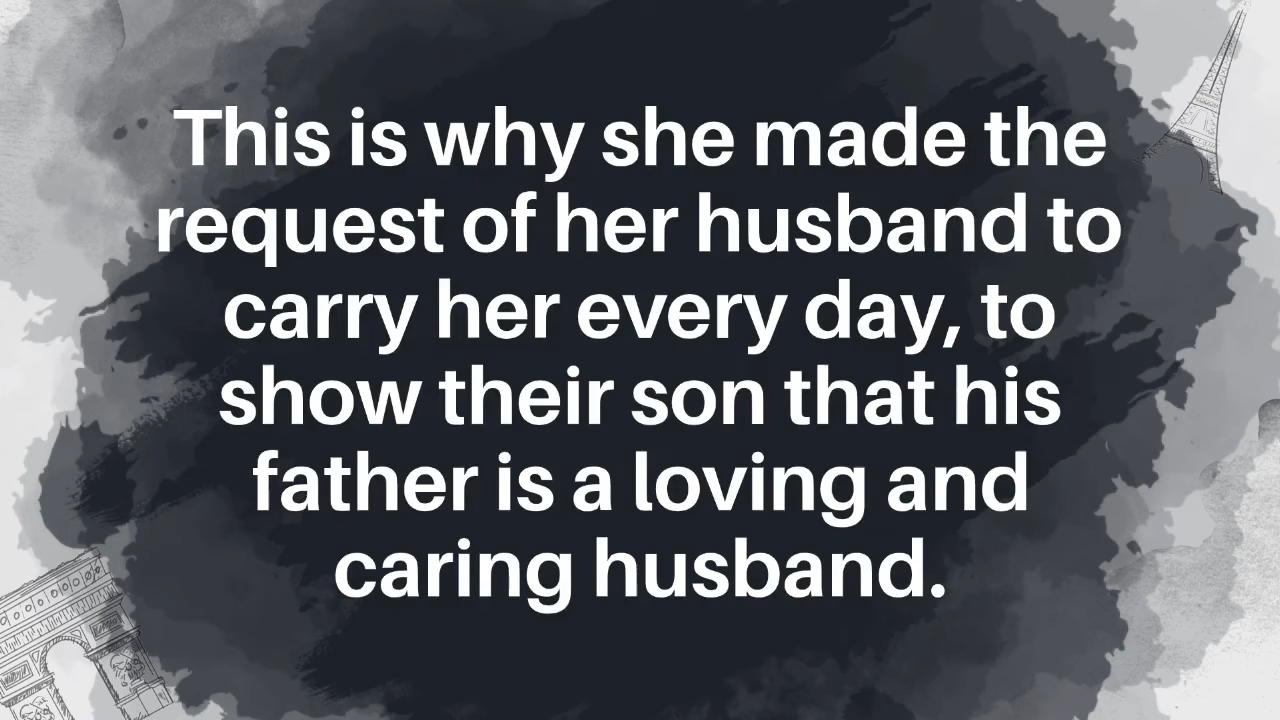 This is why she made the
request of her husband to
carry her every day, to
show their son that his
father is a loving and
caring husband.